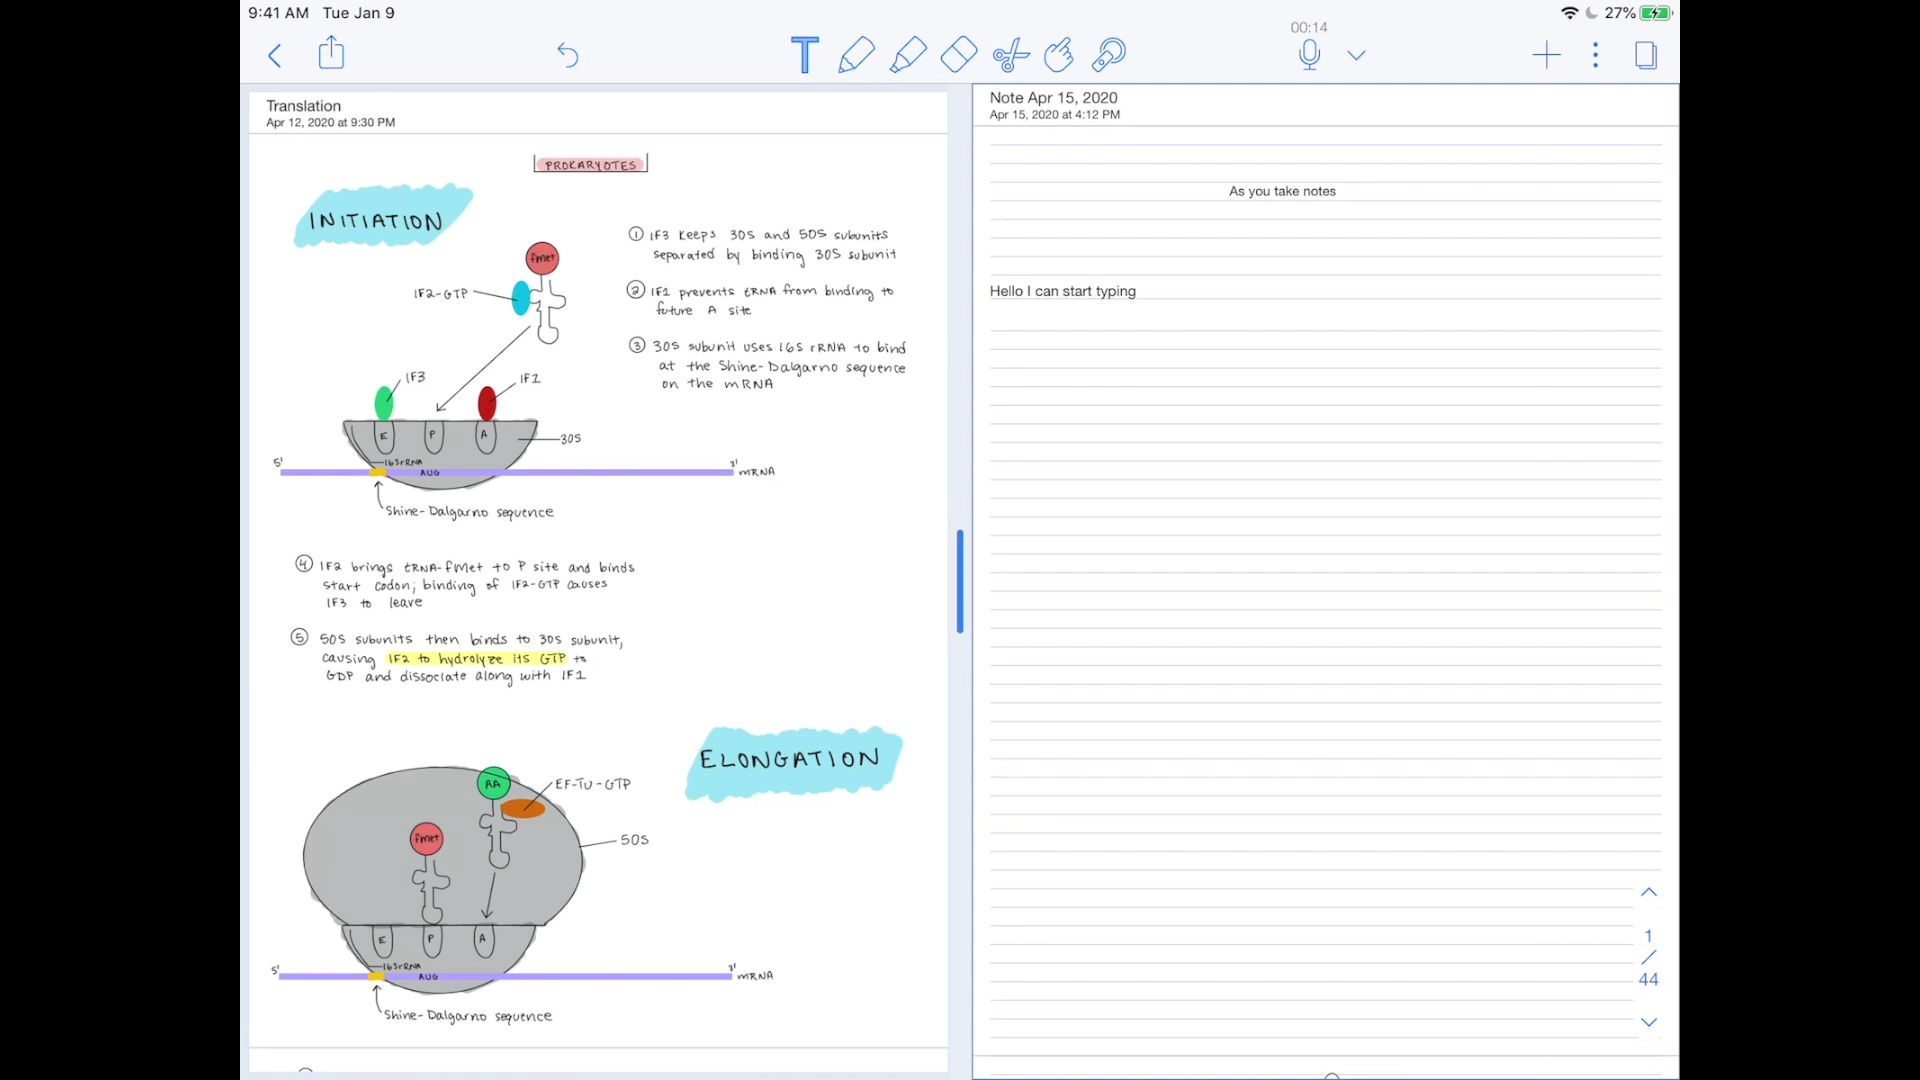 9:41 AM Tue Jan 9
27%
00:14
T
Translation
Apr 12, 2020 at 9:30 PM
PROKARYOTES
INITIATION
① IF3 keeps 30S and 50S subunits
separated by binding 30S subunit
② IF1 prevents tRNA from binding to
future A site
③ 30S subunit uses 16S rRNA to bind
at the Shine-Dalgarno sequence
on the mRNA
fmet
IF2-GTP
IF3
IF1
E P A
30S
16SrRNA
5' AUG 3' mRNA
Shine-Dalgarno sequence
④ IF2 brings tRNA-fMet to P site and binds
start codon; binding of IF2-GTP causes
IF3 to leave
⑤ 50S subunits then binds to 30S subunit,
causing IF2 to hydrolyze its GTP to
GDP and dissociate along with IF1
ELONGATION
AA
EF-TU-GTP
fmet
50S
E P A
16SrRNA
5' AUG 3' mRNA
Shine-Dalgarno sequence
Note Apr 15, 2020
Apr 15, 2020 at 4:12 PM
As you take notes
Hello I can start typing
1
/
44